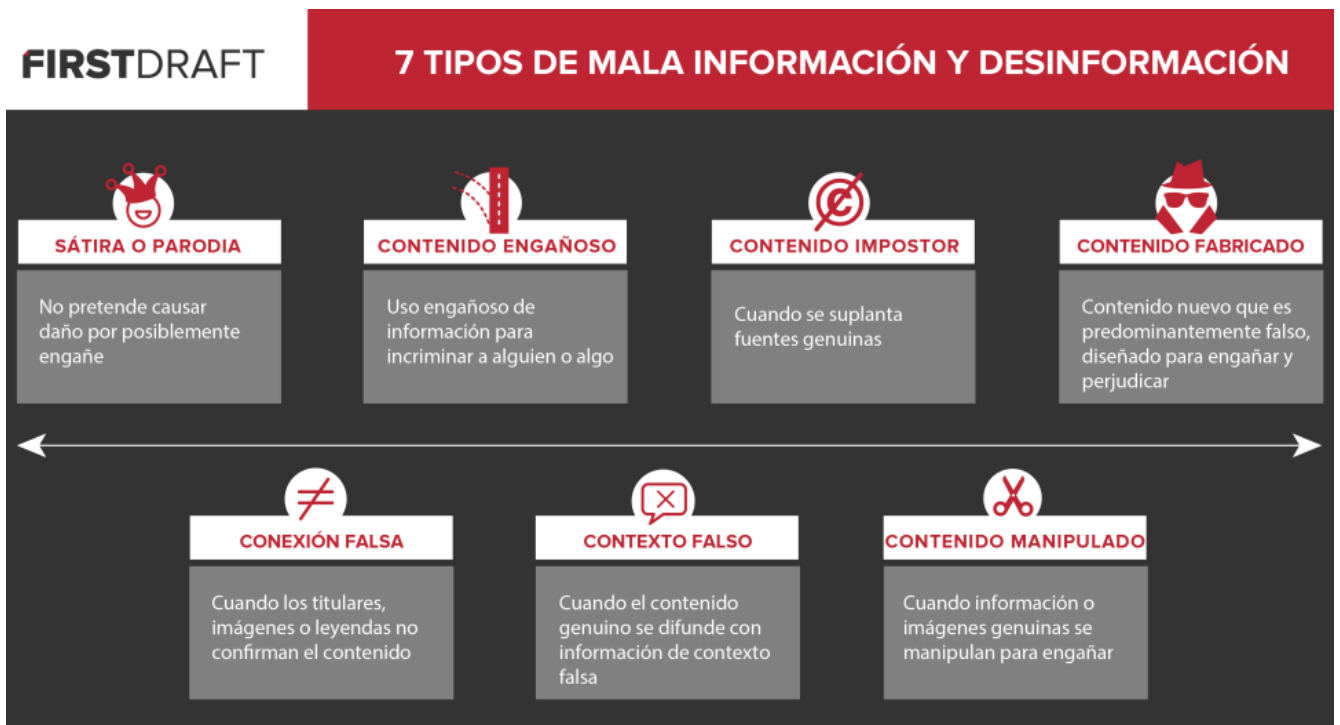 FIRSTDRAFT
7 TIPOS DE MALA INFORMACIÓN Y DESINFORMACIÓN
SÁTIRA O PARODIA
No pretende causar
daño por posiblemente
engañe
CONTENIDO ENGAÑOSO
Uso engañoso de
información para
incriminar a alguien o algo
CONTENIDO IMPOSTOR
Cuando se suplanta
fuentes genuinas
CONTENIDO FABRICADO
Contenido nuevo que es
predominantemente falso,
diseñado para engañar y
perjudicar
CONEXIÓN FALSA
Cuando los titulares,
imágenes o leyendas no
confirman el contenido
CONTEXTO FALSO
Cuando el contenido
genuino se difunde con
información de contexto
falsa
CONTENIDO MANIPULADO
Cuando información o
imágenes genuinas se
manipulan para engañar